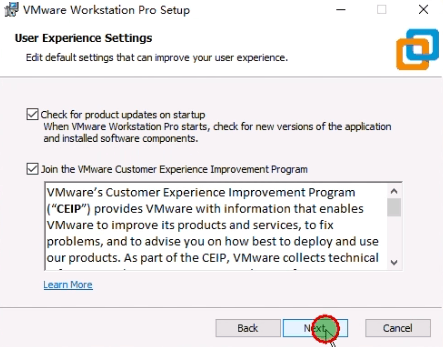 VMware Workstation Pro Setup
User Experience Settings
Edit default settings that can improve your user experience.
Check for product updates on startup
When VMware Workstation Pro starts, check for new versions of the application
and installed software components.
Join the VMware Customer Experience Improvement Program
VMware's Customer Experience Improvement Program
("CEIP") provides VMware with information that enables
VMware to improve its products and services, to fix
problems, and to advise you on how best to deploy and use
our products. As part of the CEIP, VMware collects technical
Learn More
Back Next Cancel